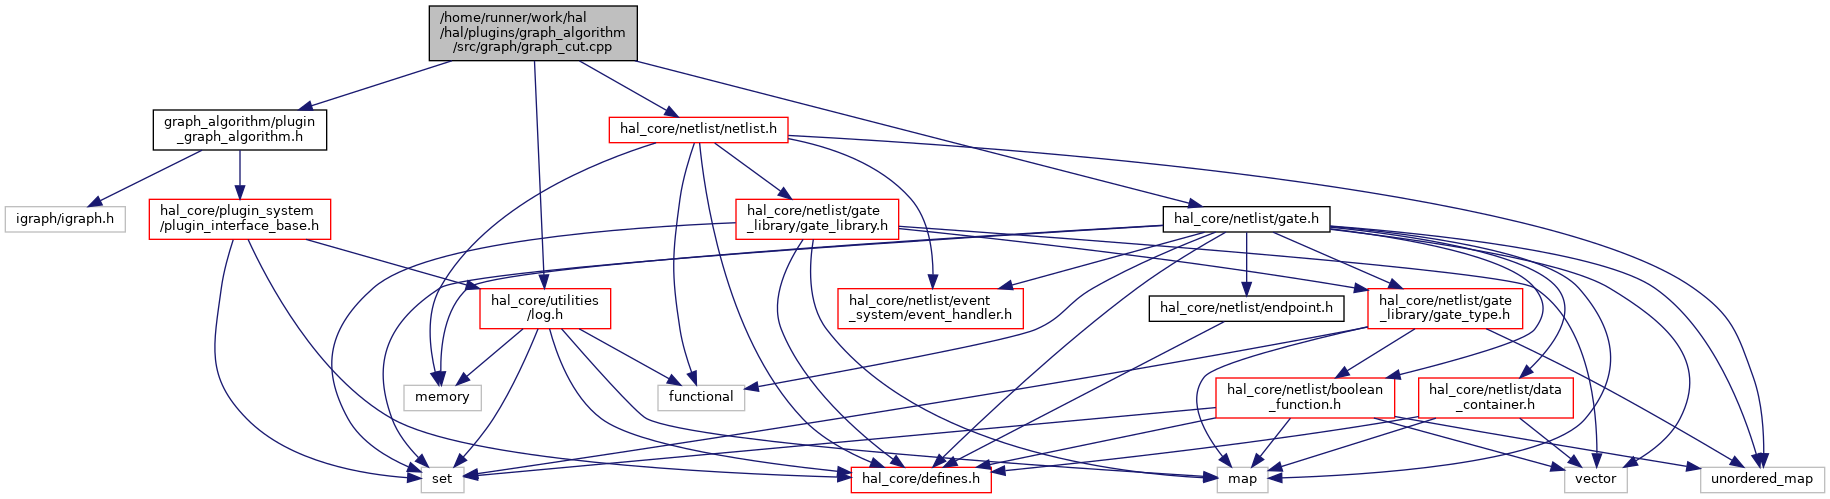 /home/runner/work/hal
/hal/plugins/graph_algorithm
/src/graph/graph_cut.cpp
graph_algorithm/plugin
_graph_algorithm.h
hal_core/netlist/netlist.h
igraph/igraph.h
hal_core/plugin_system
/plugin_interface_base.h
hal_core/netlist/gate
_library/gate_library.h
hal_core/netlist/gate.h
hal_core/utilities
/log.h
hal_core/netlist/event
_system/event_handler.h
hal_core/netlist/endpoint.h
hal_core/netlist/gate
_library/gate_type.h
memory
functional
hal_core/netlist/boolean
_function.h
hal_core/netlist/data
_container.h
set
hal_core/defines.h
map
vector
unordered_map